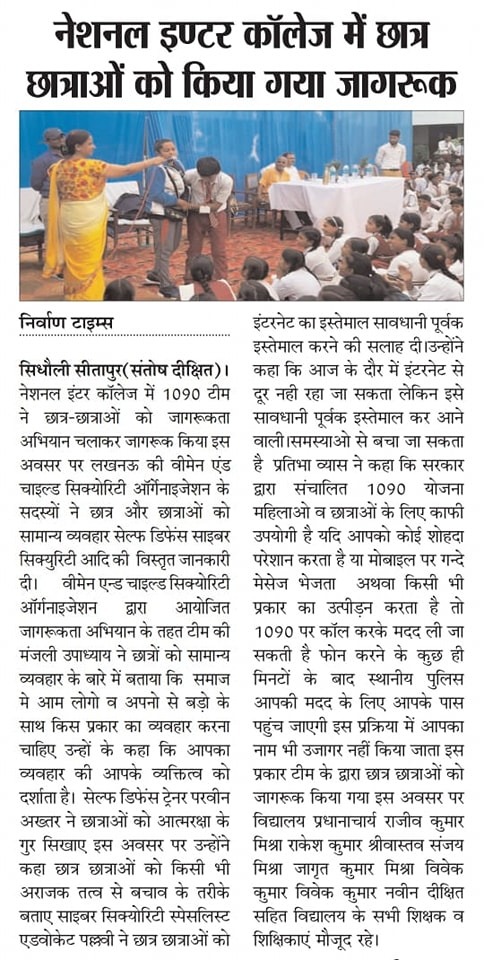 नेशनल इण्टर कॉलेज में छात्र
छात्राओं को किया गया जागरूक
निर्वाण टाइम्स
सिधौली सीतापुर(संतोष दीक्षित)।
नेशनल इंटर कॉलेज में 1090 टीम
ने छात्र-छात्राओं को जागरूकता
अभियान चलाकर जागरूक किया इस
अवसर पर लखनऊ की वीमेन एंड
चाइल्ड सिक्योरिटी ऑर्गेनाइजेशन के
सदस्यों ने छात्र और छात्राओं को
सामान्य व्यवहार सेल्फ डिफेंस साइबर
सिक्युरिटी आदि की विस्तृत जानकारी
दी। वीमेन एन्ड चाइल्ड सिक्योरिटी
ऑर्गनाइजेशन द्वारा आयोजित
जागरूकता अभियान के तहत टीम की
मंजली उपाध्याय ने छात्रों को सामान्य
व्यवहार के बारे में बताया कि समाज
मे आम लोगो व अपनो से बड़ो के
साथ किस प्रकार का व्यवहार करना
चाहिए उन्हों के कहा कि आपका
व्यवहार की आपके व्यक्तित्व को
दर्शाता है। सेल्फ डिफेंस ट्रेनर परवीन
अख्तर ने छात्राओं को आत्मरक्षा के
गुर सिखाए इस अवसर पर उन्होंने
कहा छात्र छात्राओं को किसी भी
अराजक तत्व से बचाव के तरीके
बताए साइबर सिक्योरिटी स्पेसलिस्ट
एडवोकेट पल्लवी ने छात्र छात्राओं को
इंटरनेट का इस्तेमाल सावधानी पूर्वक
इस्तेमाल करने की सलाह दी।उन्होंने
कहा कि आज के दौर में इंटरनेट से
दूर नही रहा जा सकता लेकिन इसे
सावधानी पूर्वक इस्तेमाल कर आने
वाली।समस्याओ से बचा जा सकता
है प्रतिभा व्यास ने कहा कि सरकार
द्वारा संचालित 1090 योजना
महिलाओ व छात्राओं के लिए काफी
उपयोगी है यदि आपको कोई शोहदा
परेशान करता है या मोबाइल पर गन्दे
मेसेज भेजता अथवा किसी भी
प्रकार का उत्पीड़न करता है तो
1090 पर कॉल करके मदद ली जा
सकती है फोन करने के कुछ ही
मिनटों के बाद स्थानीय पुलिस
आपकी मदद के लिए आपके पास
पहुंच जाएगी इस प्रक्रिया में आपका
नाम भी उजागर नहीं किया जाता इस
प्रकार टीम के द्वारा छात्र छात्राओं को
जागरूक किया गया इस अवसर पर
विद्यालय प्रधानाचार्य राजीव कुमार
मिश्रा राकेश कुमार श्रीवास्तव संजय
मिश्रा जागृत कुमार मिश्रा विवेक
कुमार विवेक कुमार नवीन दीक्षित
सहित विद्यालय के सभी शिक्षक व
शिक्षिकाएं मौजूद रहे।